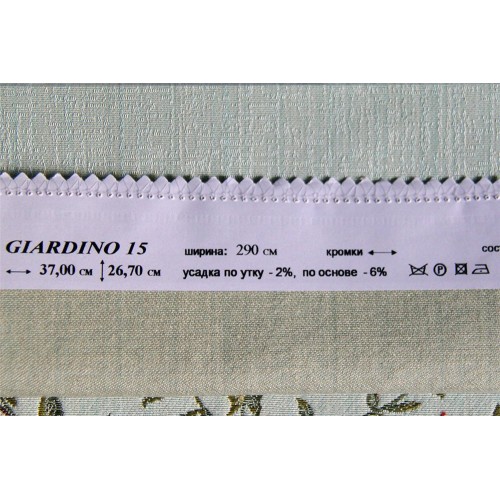 GIARDINO 15 ширина: 290 см кромки ↔ сос
↔ 37,00 см ↕ 26,70 см усадка по утку - 2%, по основе - 6% P